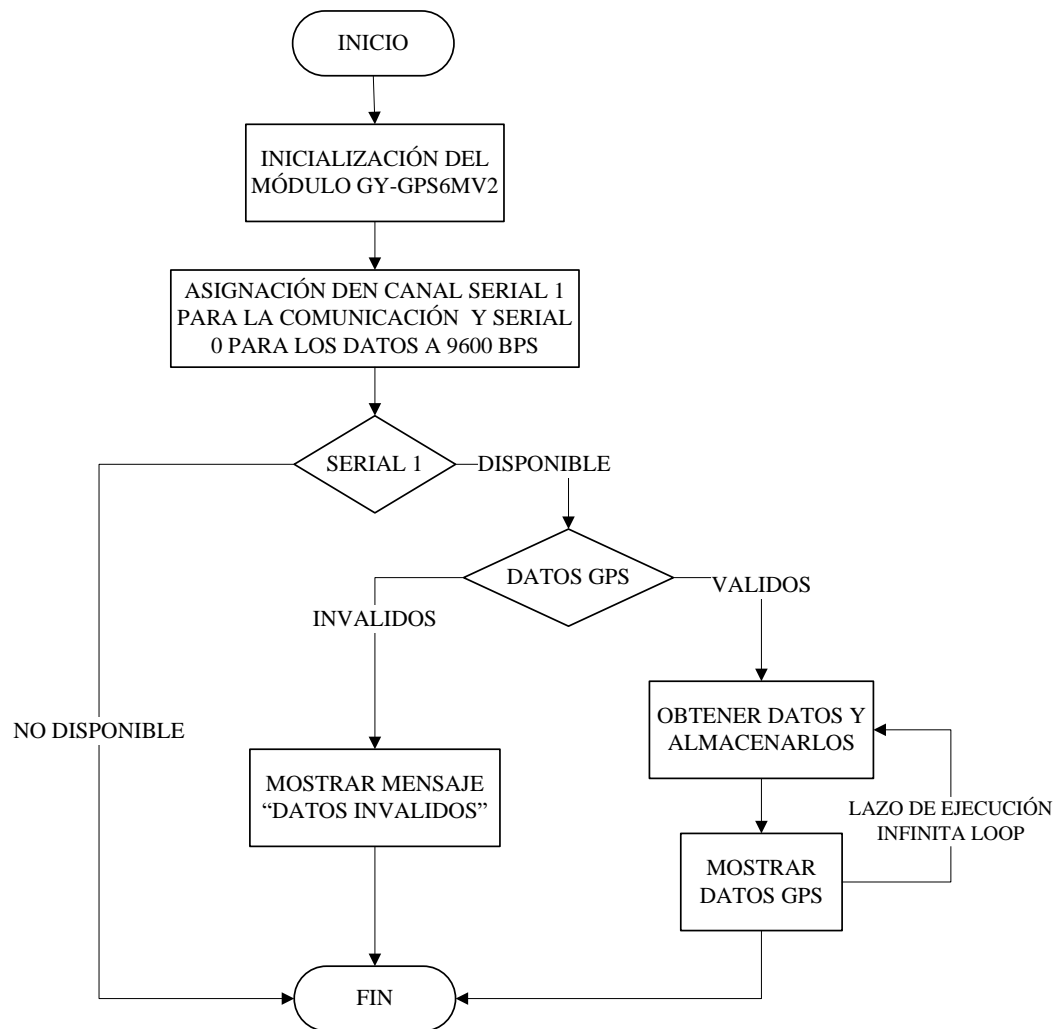 INICIO
INICIALIZACIÓN DEL
MÓDULO GY-GPS6MV2
ASIGNACIÓN DEN CANAL SERIAL 1
PARA LA COMUNICACIÓN Y SERIAL
0 PARA LOS DATOS A 9600 BPS
SERIAL 1
DISPONIBLE
DATOS GPS
VALIDOS
INVALIDOS
NO DISPONIBLE
OBTENER DATOS Y
ALMACENARLOS
MOSTRAR MENSAJE
“DATOS INVALIDOS”
LAZO DE EJECUCIÓN
INFINITA LOOP
MOSTRAR
DATOS GPS
FIN